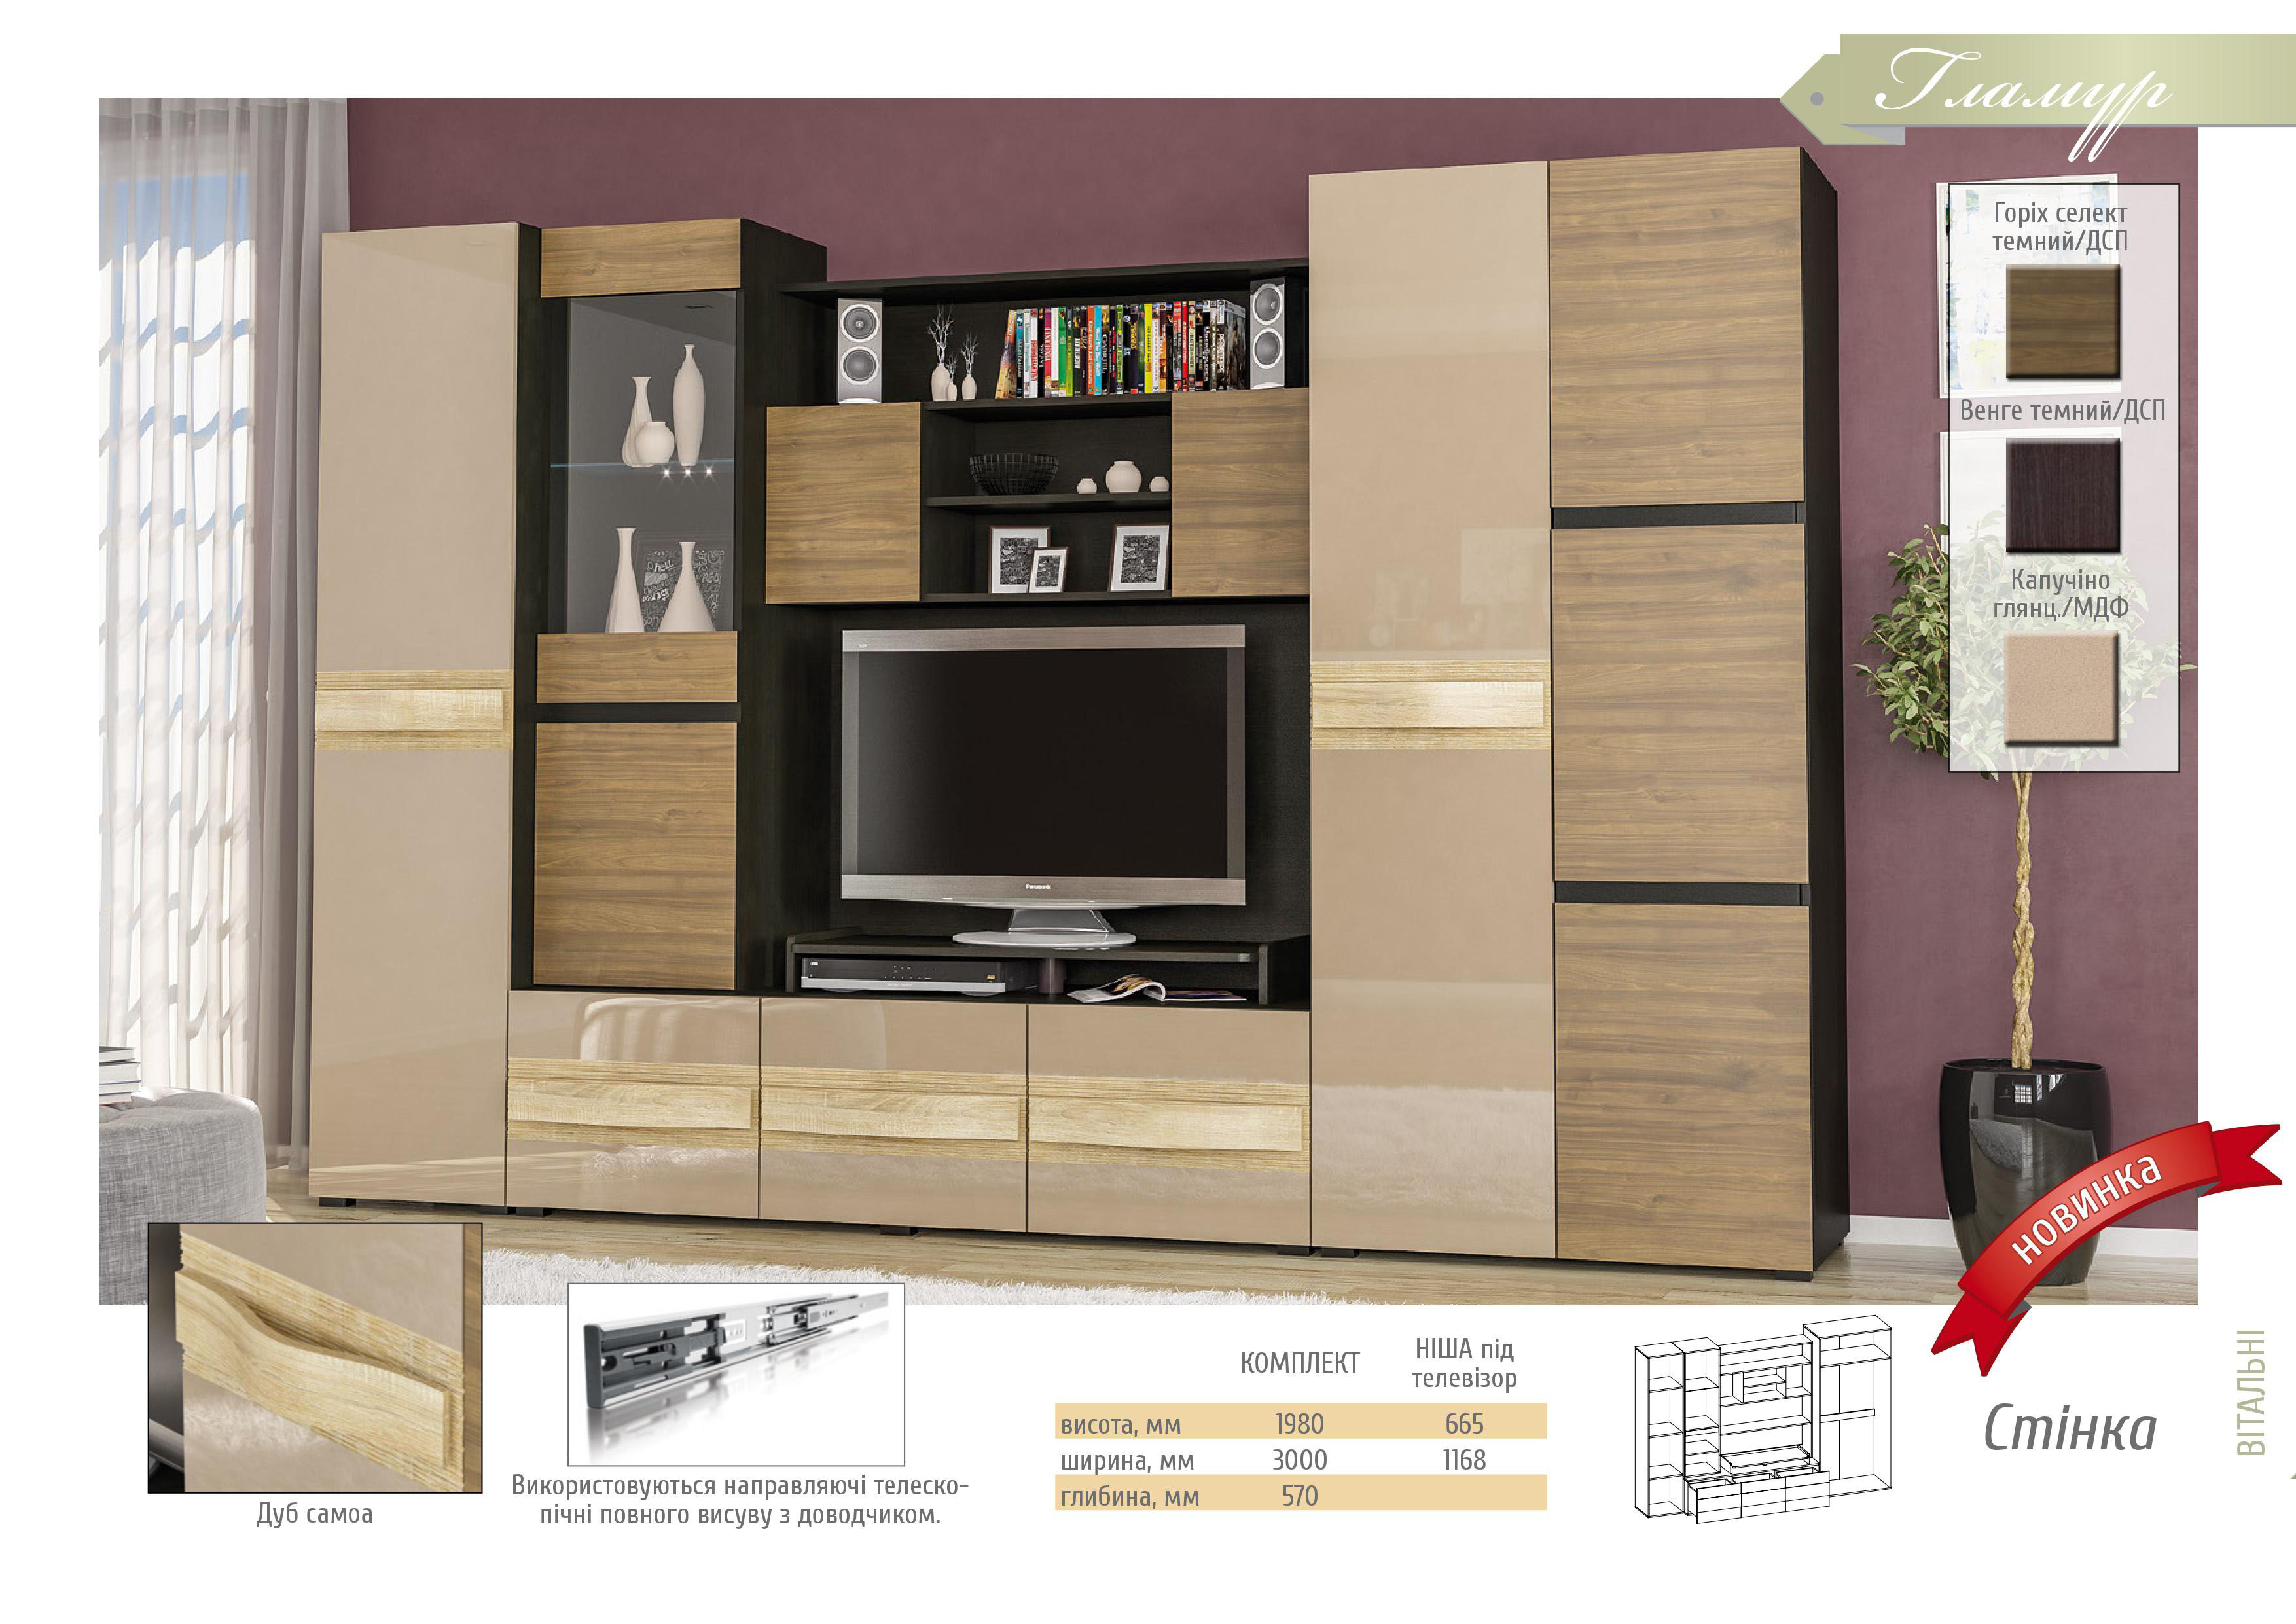 Гламур
Горіх селект
темний/ДСП
Венге темний/ДСП
Капучіно
глянц./МДФ
Panasonic
НОВИНКА
Дуб самоа
Використовуються направляючі телеско-
пічні повного висуву з доводчиком.
КОМПЛЕКТ
НІША під
телевізор
висота, мм 1980 665
ширина, мм 3000 1168
глибина, мм 570
Стінка
ВІТАЛЬНІ